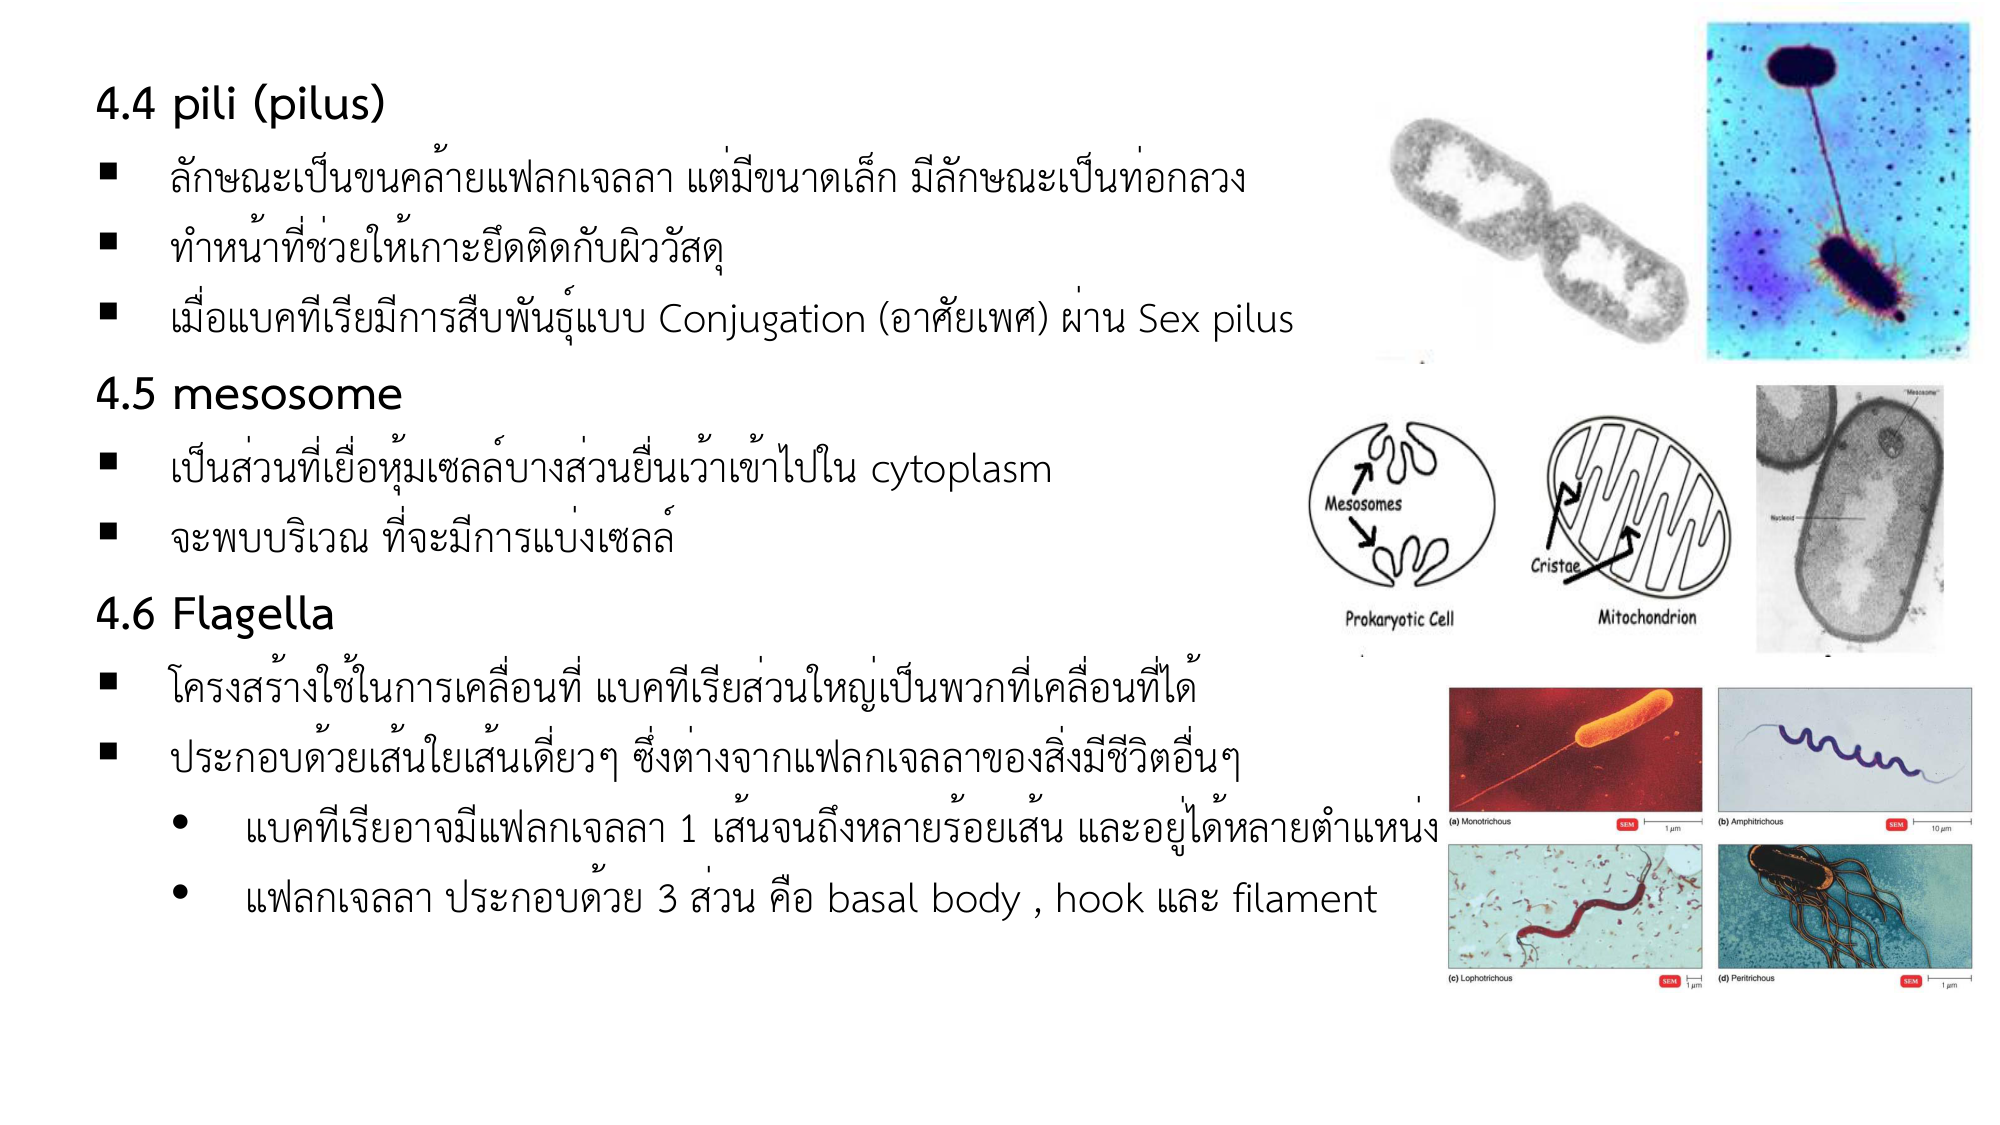 4.4 pili (pilus)
▪ ลักษณะเป็นขนคล้ายแฟลกเจลลา แต่มีขนาดเล็ก มีลักษณะเป็นท่อกลวง
▪ ทำหน้าที่ช่วยให้เกาะยึดติดกับผิววัสดุ
▪ เมื่อแบคทีเรียมีการสืบพันธุ์แบบ Conjugation (อาศัยเพศ) ผ่าน Sex pilus
4.5 mesosome
▪ เป็นส่วนที่เยื่อหุ้มเซลล์บางส่วนยื่นเว้าเข้าไปใน cytoplasm
▪ จะพบบริเวณ ที่จะมีการแบ่งเซลล์
4.6 Flagella
▪ โครงสร้างใช้ในการเคลื่อนที่ แบคทีเรียส่วนใหญ่เป็นพวกที่เคลื่อนที่ได้
▪ ประกอบด้วยเส้นใยเส้นเดี่ยวๆ ซึ่งต่างจากแฟลกเจลลาของสิ่งมีชีวิตอื่นๆ
• แบคทีเรียอาจมีแฟลกเจลลา 1 เส้นจนถึงหลายร้อยเส้น และอยู่ได้หลายตำแหน่ง
• แฟลกเจลลา ประกอบด้วย 3 ส่วน คือ basal body , hook และ filament
Mesosomes
Prokaryotic Cell
Cristae
Mitochondrion
"Mesosome"
Nucleoid
(a) Monotrichous SEM 1 µm
(b) Amphitrichous SEM 10 µm
(c) Lophotrichous SEM 1 µm
(d) Peritrichous SEM 1 µm